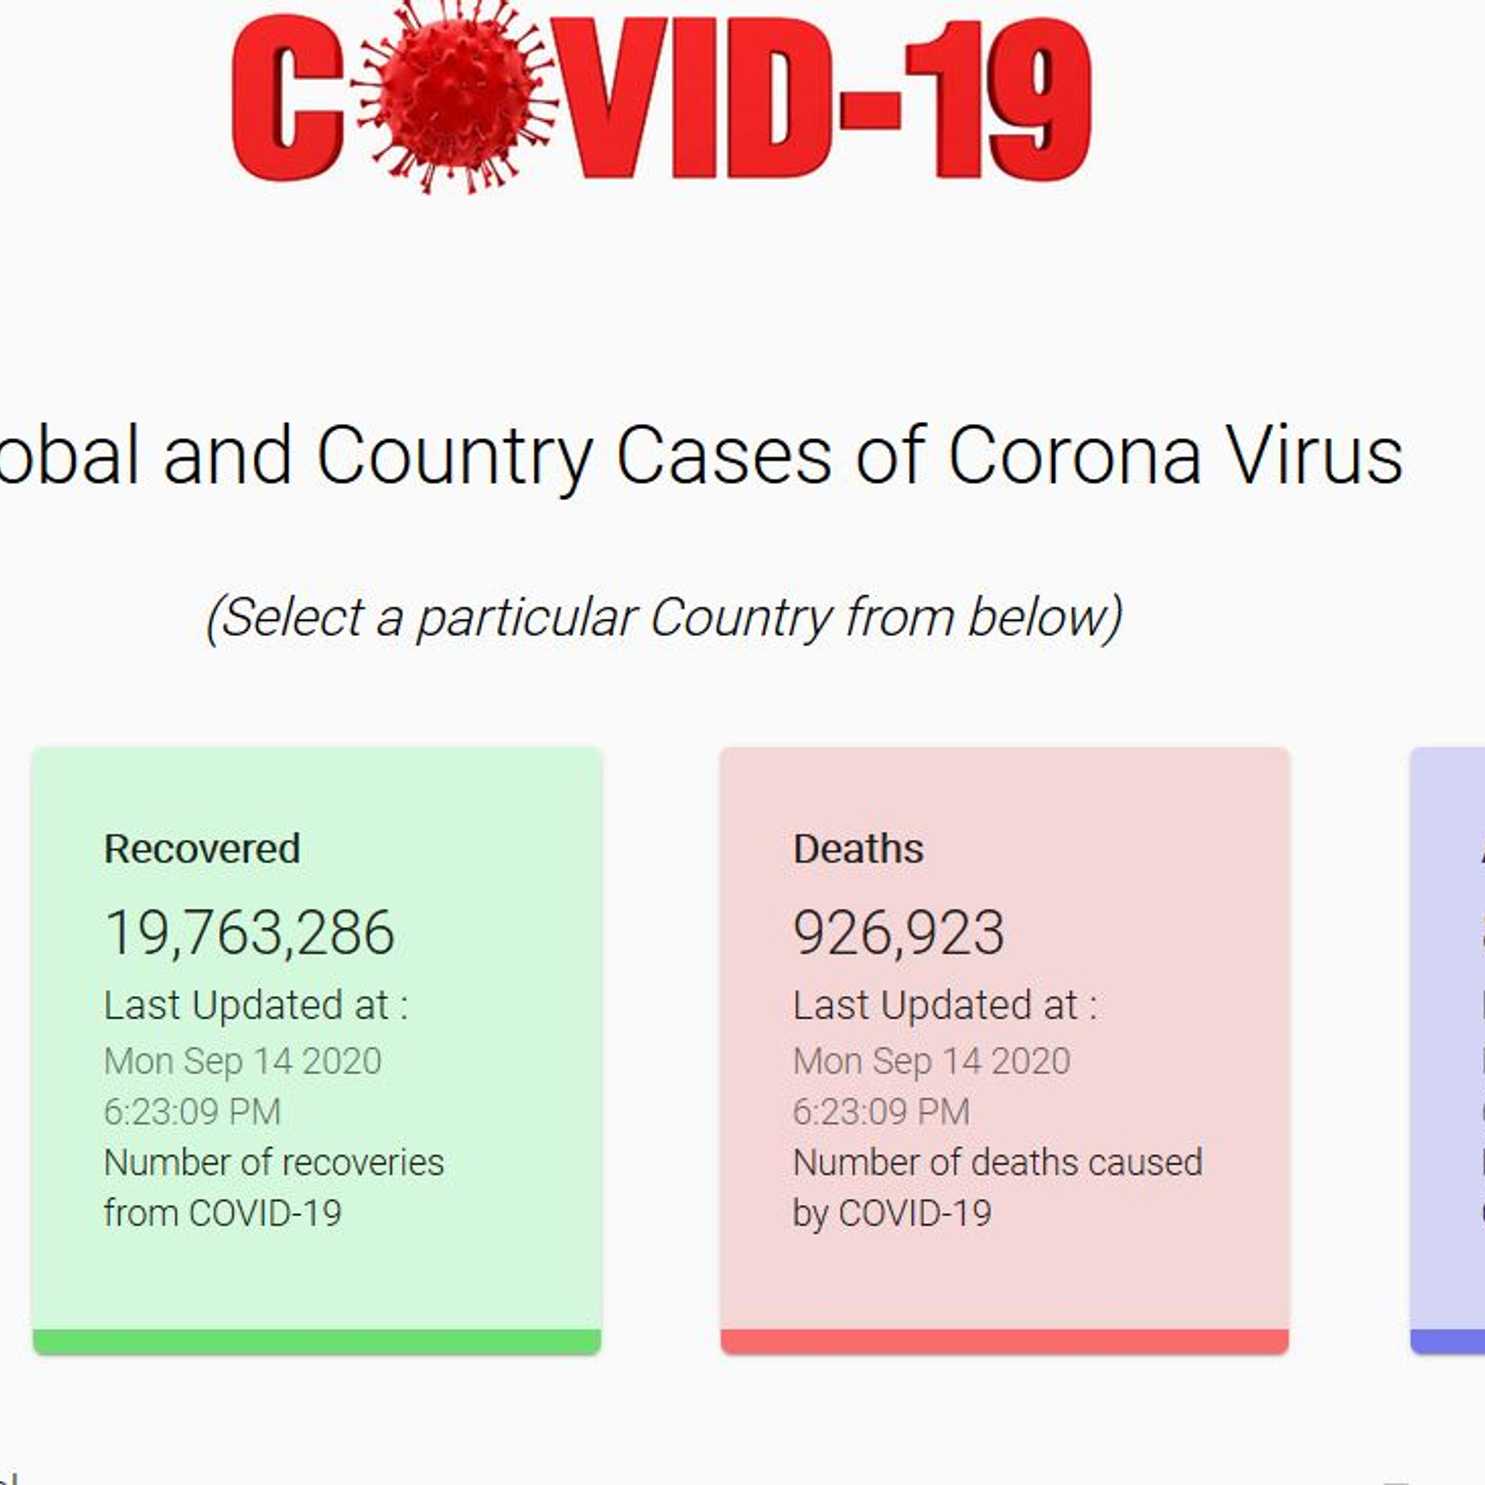 COVID-19
obal and Country Cases of Corona Virus
(Select a particular Country from below)
Recovered
19,763,286
Last Updated at :
Mon Sep 14 2020
6:23:09 PM
Number of recoveries
from COVID-19
Deaths
926,923
Last Updated at :
Mon Sep 14 2020
6:23:09 PM
Number of deaths caused
by COVID-19